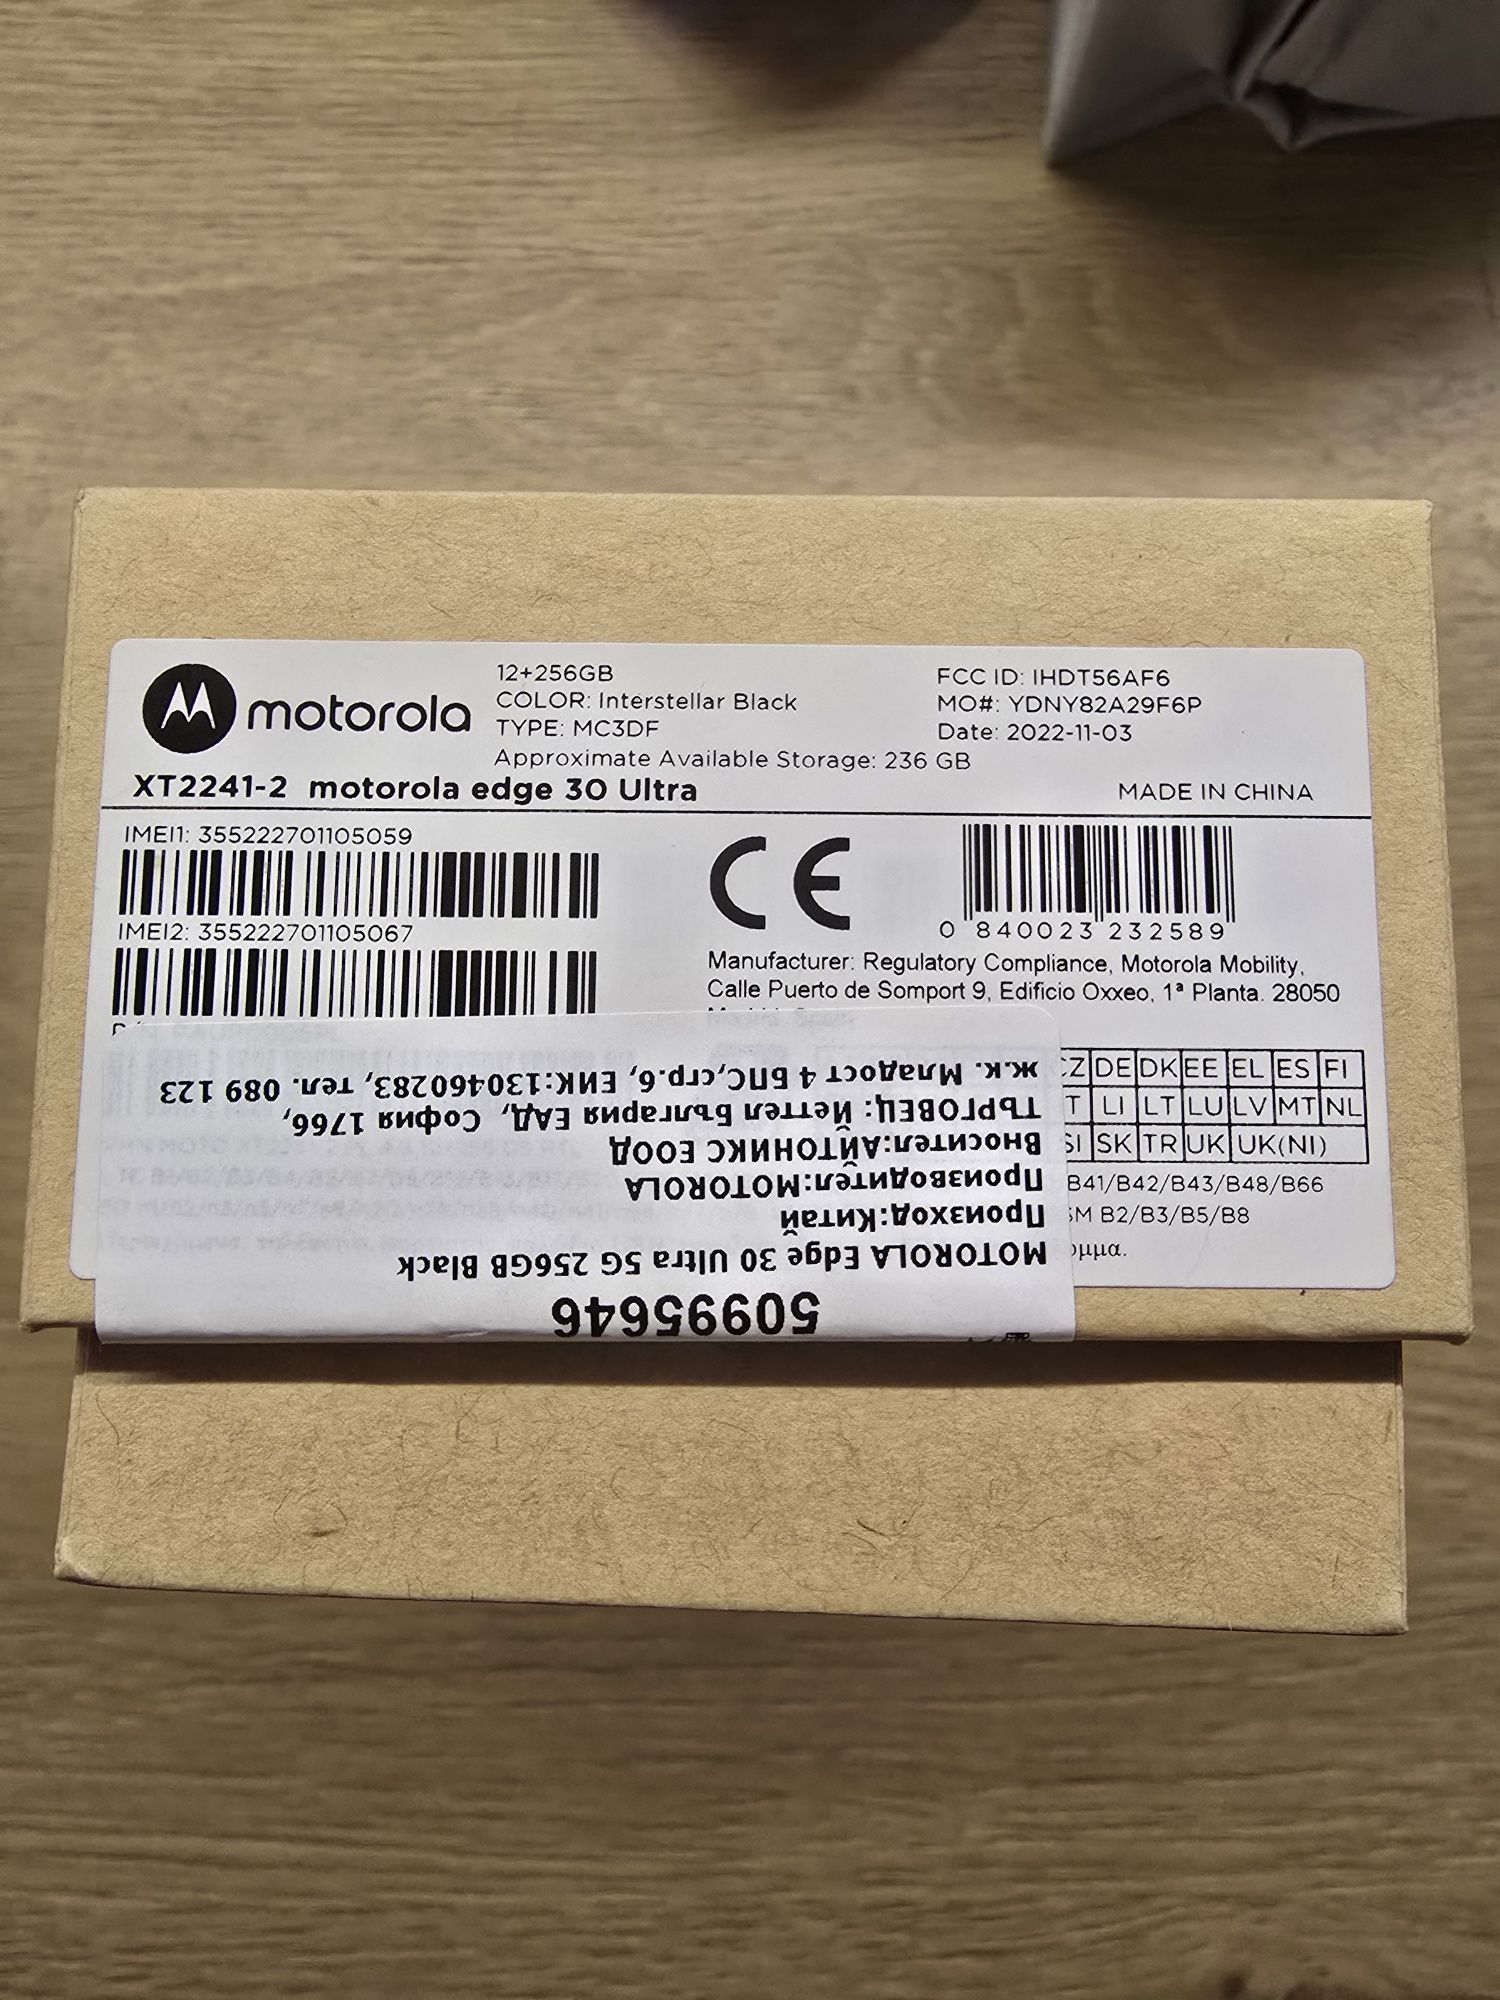 motorola
12+256GB
COLOR: Interstellar Black
TYPE: MC3DF
Approximate Available Storage: 236 GB
FCC ID: IHDT56AF6
MO#: YDNY82A29F6P
Date: 2022-11-03
XT2241-2 motorola edge 30 Ultra
MADE IN CHINA
IMEI1: 355222701105059
IMEI2: 355222701105067
CE
0 840023 232589
Manufacturer: Regulatory Compliance, Motorola Mobility,
Calle Puerto de Somport 9, Edificio Oxxeo, 1ª Planta. 28050
CZ DE DK EE EL ES FI
T LI LT LU LV MT NL
SI SK TR UK UK(NI)
B41/B42/B43/B48/B66
SM B2/B3/B5/B8
50995646
MOTOROLA Edge 30 Ultra 5G 256GB Black
Произход:Китай
Производител:MOTOROLA
Вносител:АЙТОНИКС ЕООД
ТЪРГОВЕЦ: Йеттел България ЕАД, София 1766,
ж.к. Младост 4 БПС,сгр.6, ЕИК:130460283, тел. 089 123